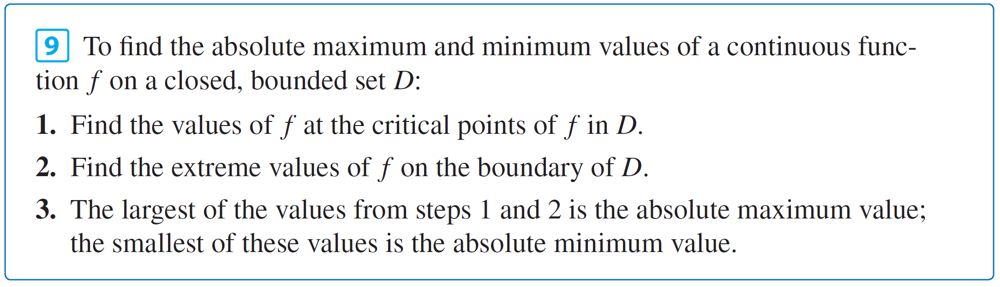 9 To find the absolute maximum and minimum values of a continuous func-
tion f on a closed, bounded set D:
1. Find the values of f at the critical points of f in D.
2. Find the extreme values of f on the boundary of D.
3. The largest of the values from steps 1 and 2 is the absolute maximum value;
the smallest of these values is the absolute minimum value.